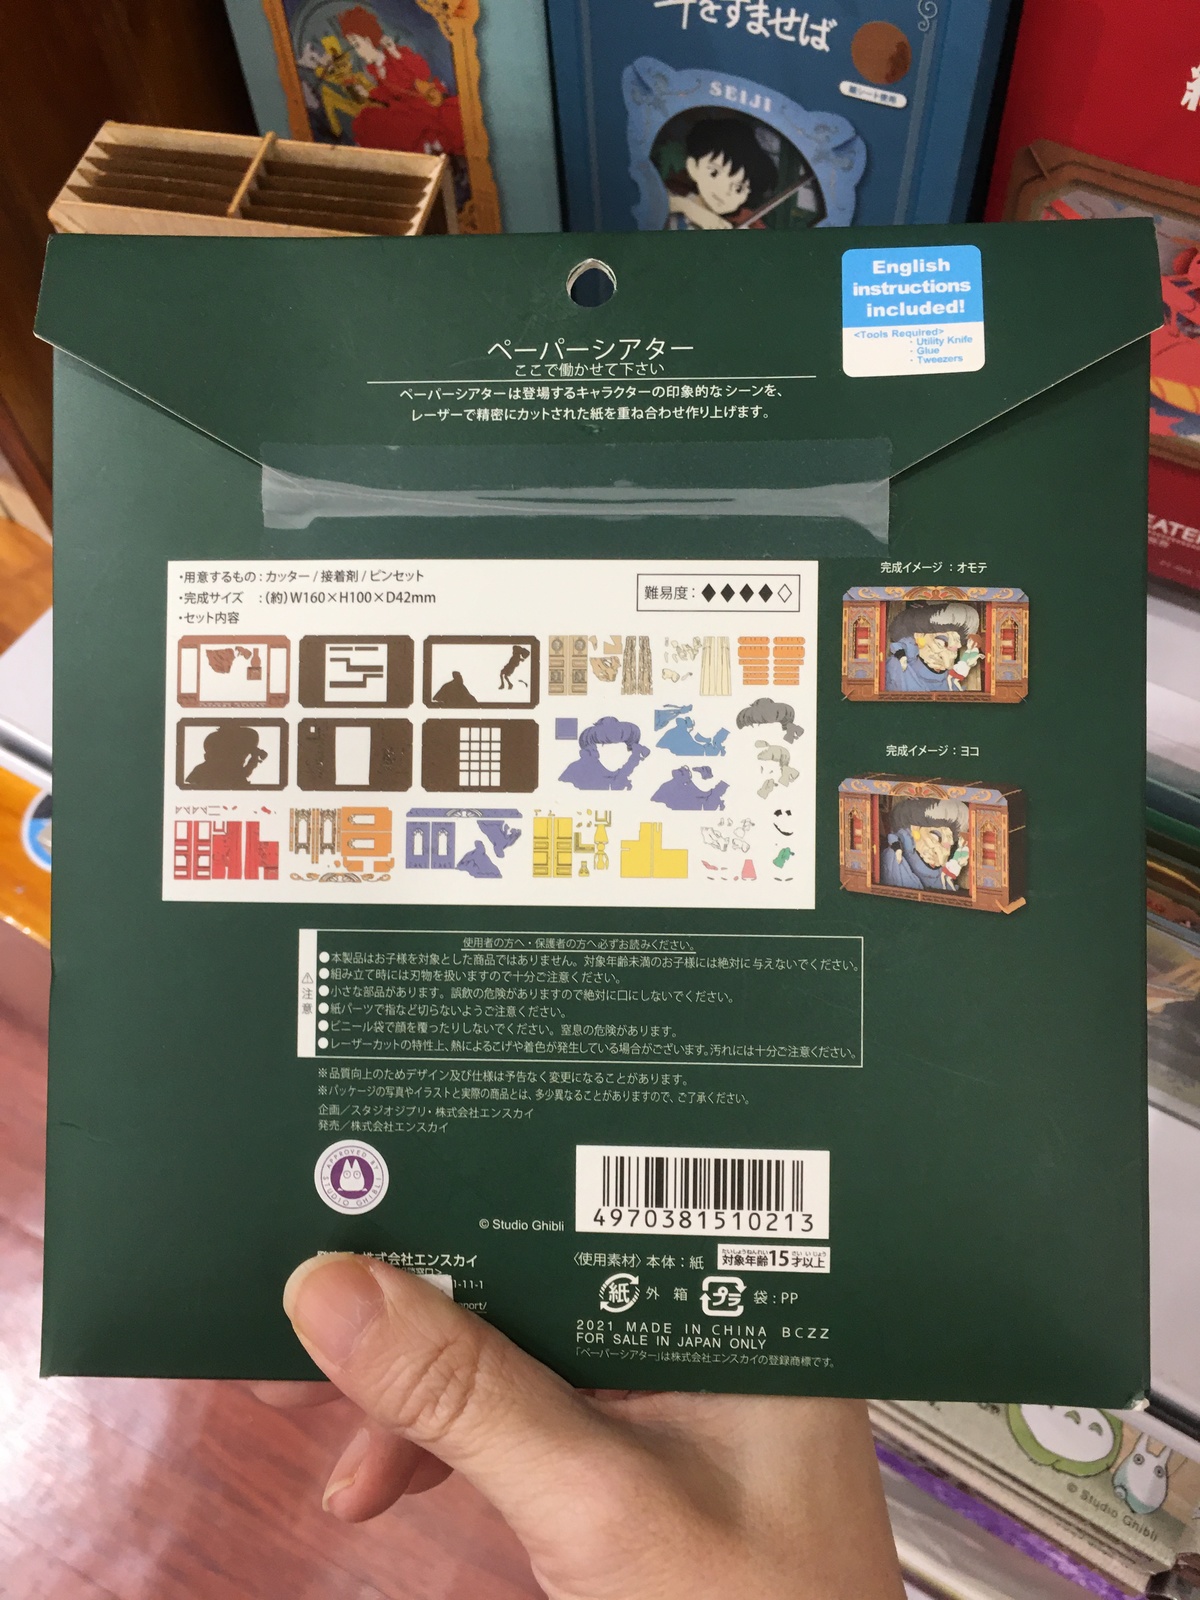 耳をすませば
SEIJI
紙シート使用
English
instructions
included!
<Tools Required>
・Utility Knife
・Glue
・Tweezers
ペーパーシアター
ここで働かせて下さい
ペーパーシアターは登場するキャラクターの印象的なシーンを、
レーザーで精密にカットされた紙を重ね合わせ作り上げます。
・用意するもの：カッター / 接着剤 / ピンセット
・完成サイズ ：(約)W160×H100×D42mm
・セット内容
難易度：♦♦♦♦♢
完成イメージ：オモテ
完成イメージ：ヨコ
使用者の方へ・保護者の方へ必ずお読みください。
⚠注意
●本製品はお子様を対象とした商品ではありません。対象年齢未満のお子様には絶対に与えないでください。
●組み立て時には刃物を扱いますので十分ご注意ください。
●小さな部品があります。誤飲の危険がありますので絶対に口にしないでください。
●紙パーツで指など切らないようご注意ください。
●ビニール袋で顔を覆ったりしないでください。窒息の危険があります。
●レーザーカットの特性上、熱によるこげや着色が発生している場合がございます。汚れには十分ご注意ください。
※品質向上のためデザイン及び仕様は予告なく変更になることがあります。
※パッケージの写真やイラストと実際の商品とは、多少異なることがありますので、ご了承ください。
企画／スタジオジブリ・株式会社エンスカイ
発売／株式会社エンスカイ
APPROVED BY STUDIO GHIBLI
© Studio Ghibli
4970381510213
株式会社エンスカイ
1-11-1
port/
〈使用素材〉本体：紙
たいしょうねんれい さい いじょう
対象年齢15才以上
紙 外箱 プラ 袋：PP
2021 MADE IN CHINA BCZZ
FOR SALE IN JAPAN ONLY
「ペーパーシアター」は株式会社エンスカイの登録商標です。
© Studio Ghibli